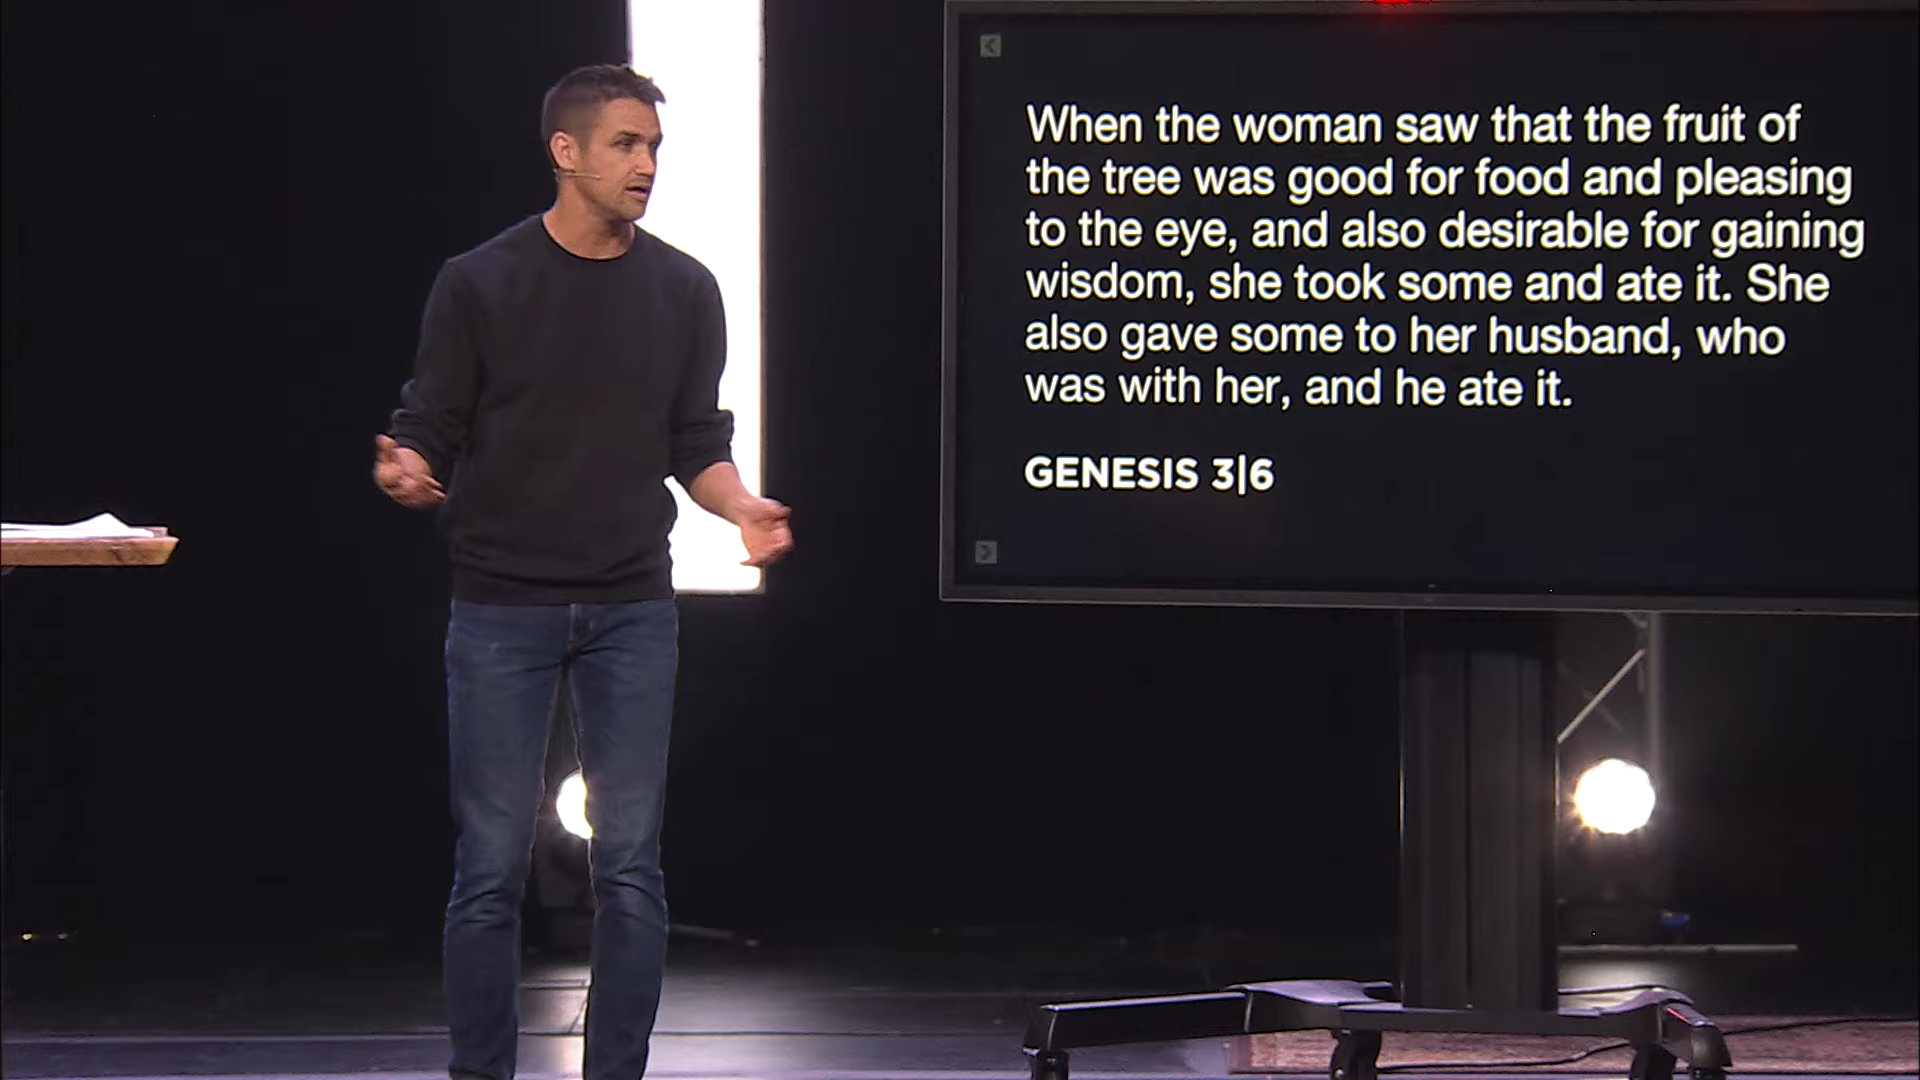 When the woman saw that the fruit of
the tree was good for food and pleasing
to the eye, and also desirable for gaining
wisdom, she took some and ate it. She
also gave some to her husband, who
was with her, and he ate it.
GENESIS 3|6